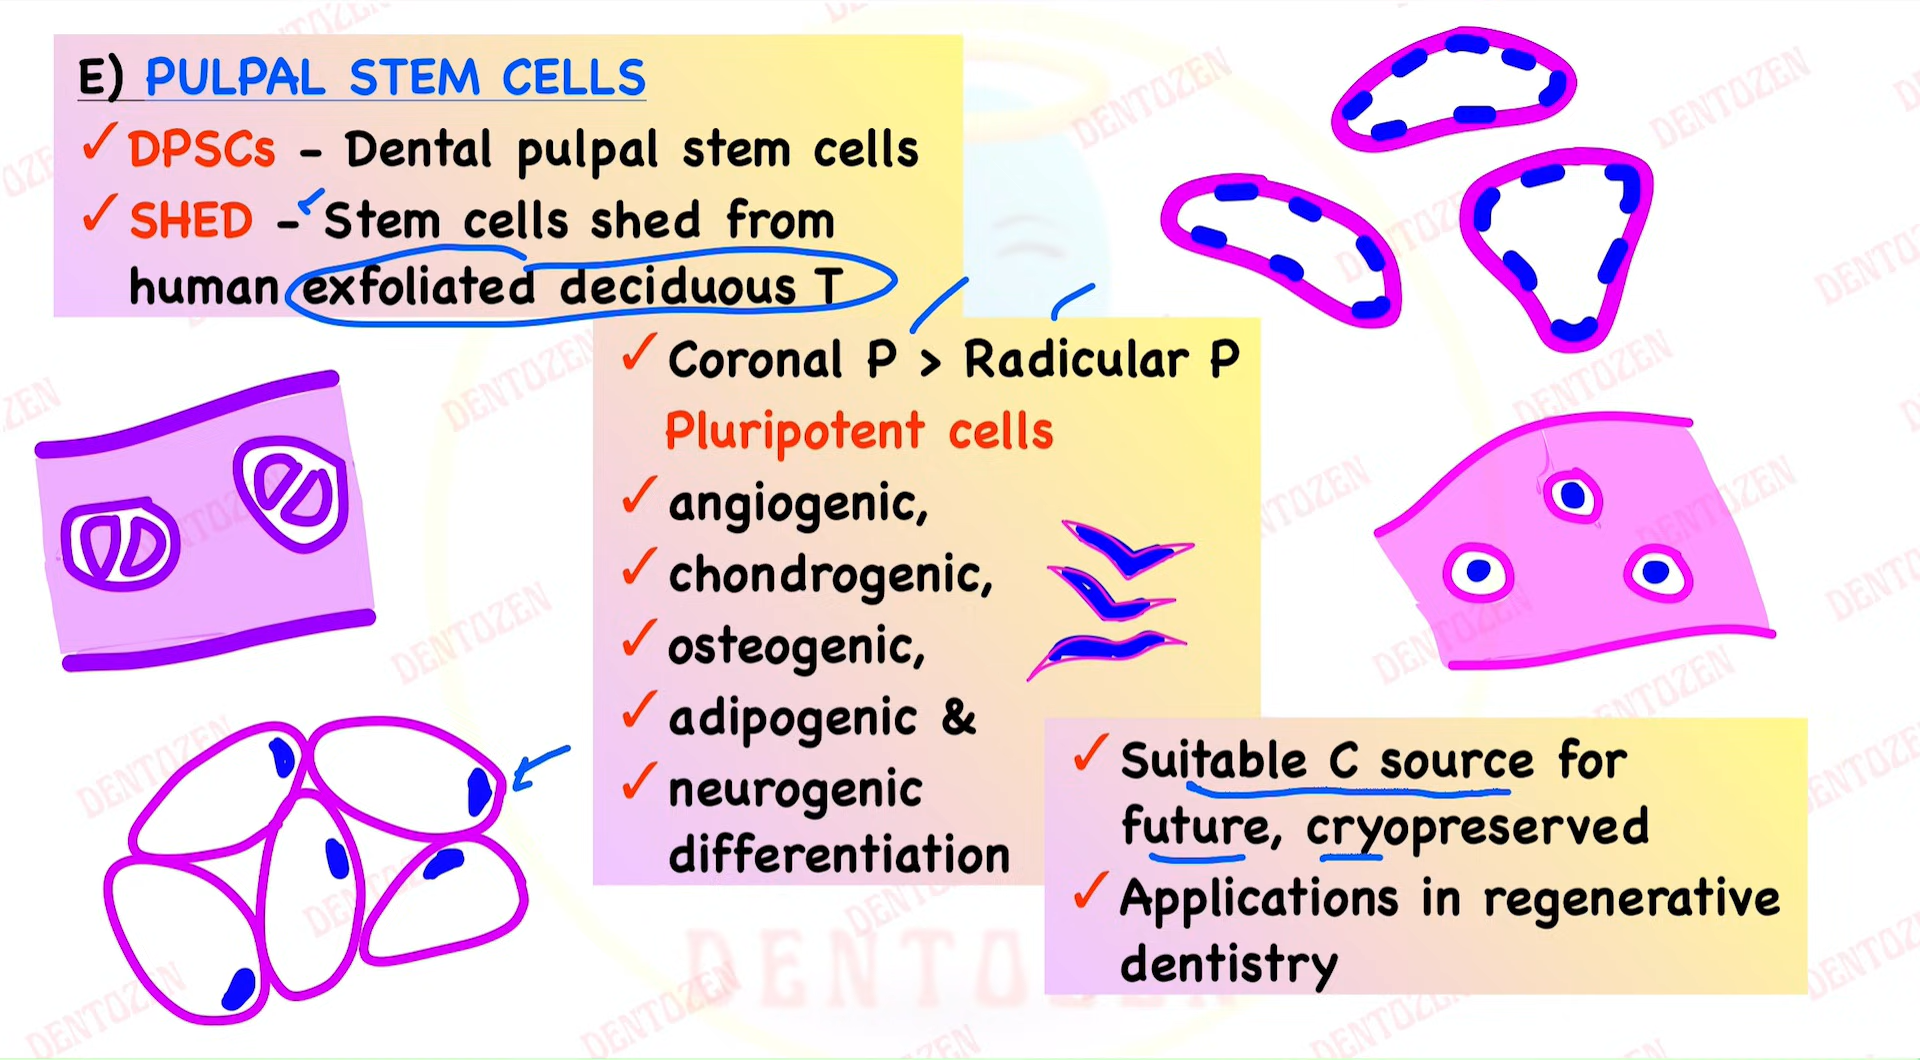 E) PULPAL STEM CELLS
✓ DPSCs - Dental pulpal stem cells
✓ SHED - Stem cells shed from
human exfoliated deciduous T
✓ Coronal P > Radicular P
Pluripotent cells
✓ angiogenic,
✓ chondrogenic,
✓ osteogenic,
✓ adipogenic &
✓ neurogenic
differentiation
✓ Suitable C source for
future, cryopreserved
✓ Applications in regenerative
dentistry
DENTOZEN